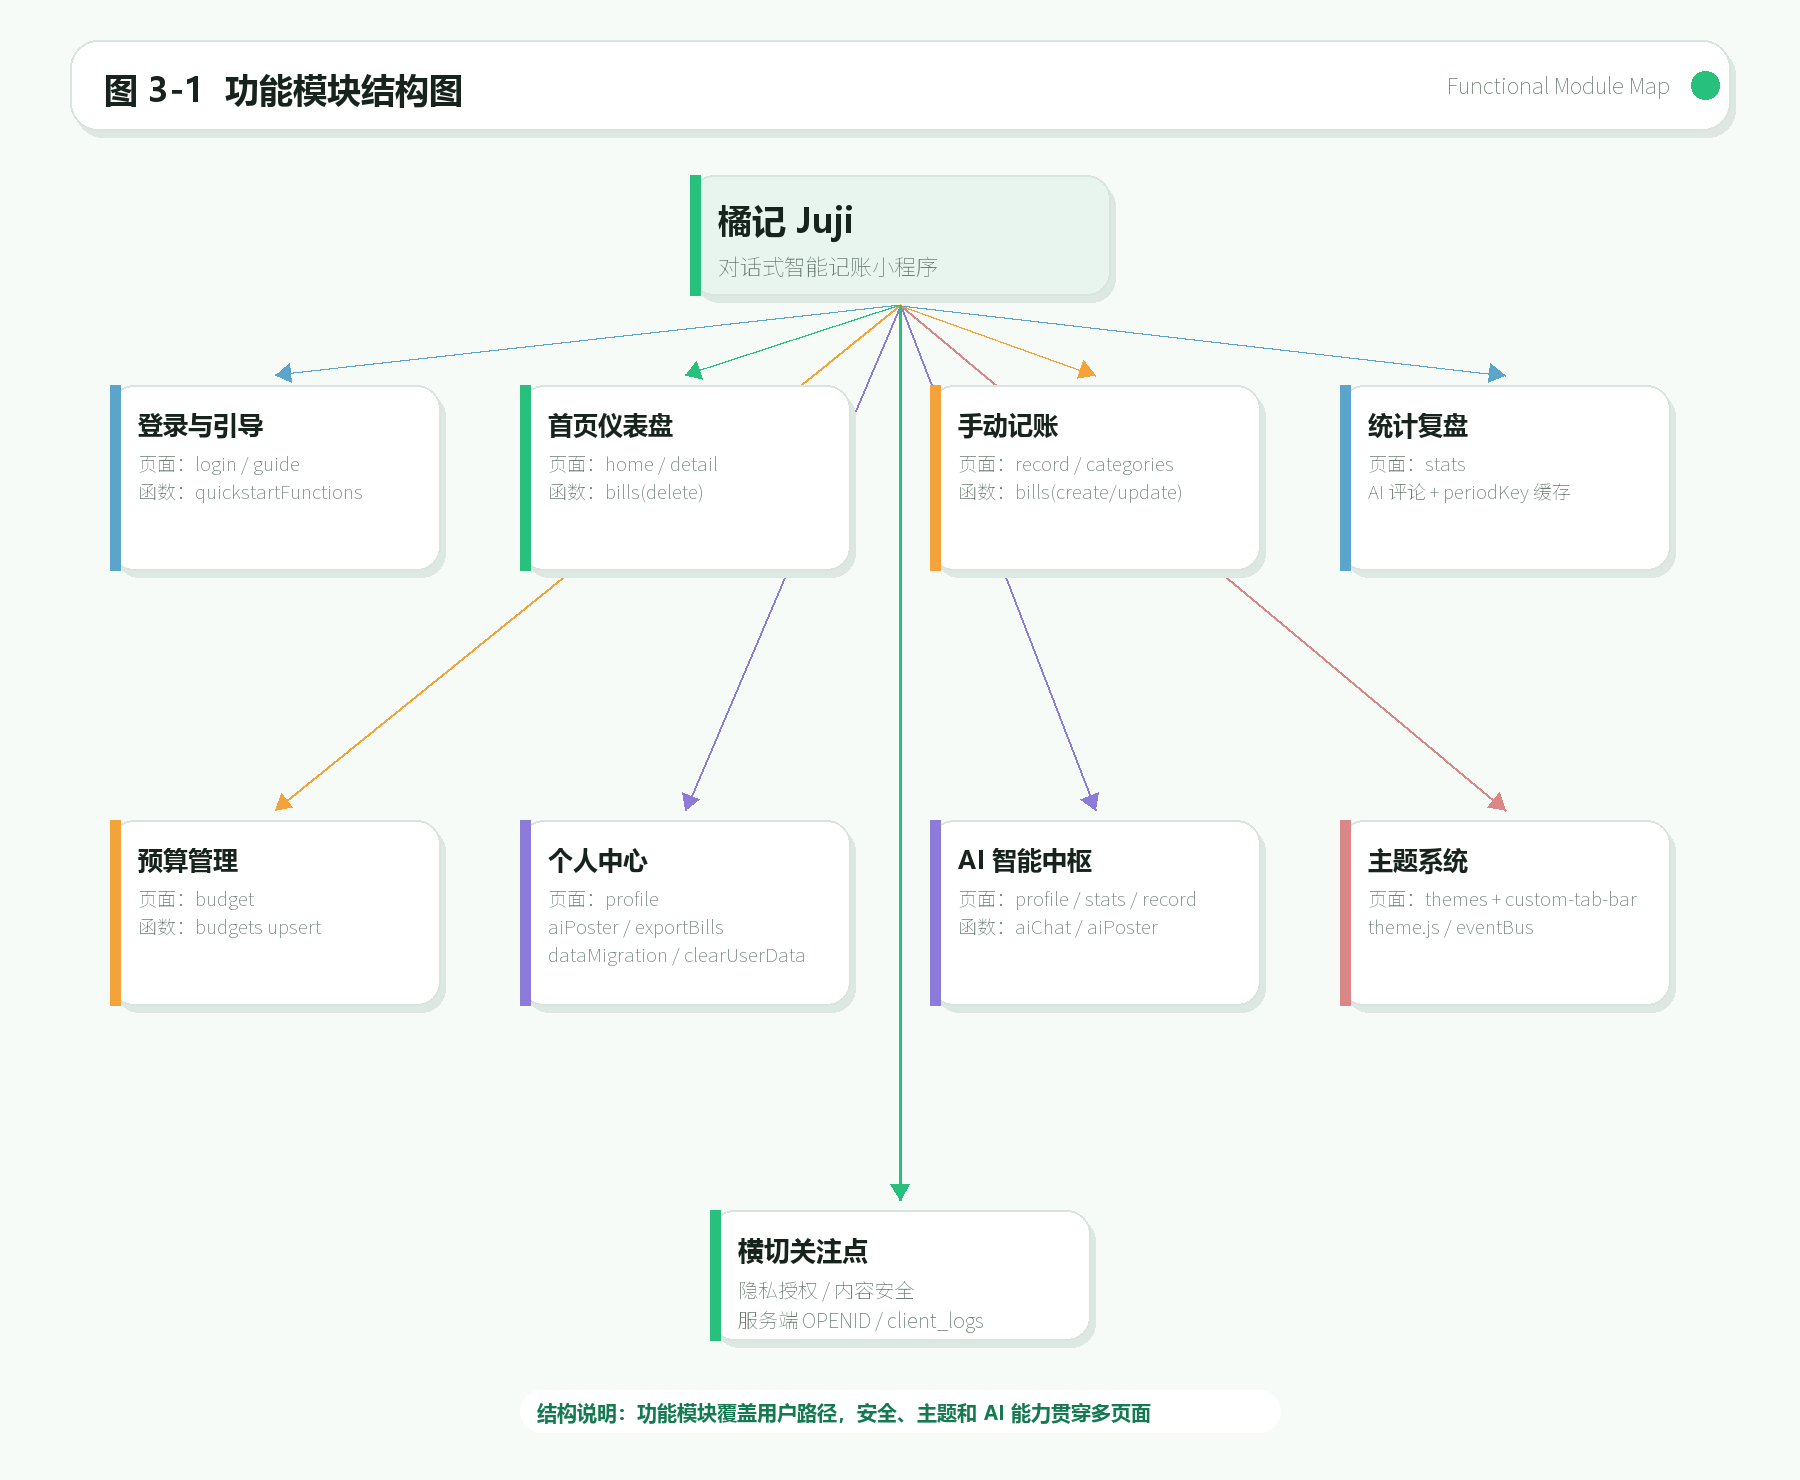 图 3-1 功能模块结构图
Functional Module Map
橘记 Juji
对话式智能记账小程序
登录与引导
页面：login / guide
函数：quickstartFunctions
首页仪表盘
页面：home / detail
函数：bills(delete)
手动记账
页面：record / categories
函数：bills(create/update)
统计复盘
页面：stats
AI 评论 + periodKey 缓存
预算管理
页面：budget
函数：budgets upsert
个人中心
页面：profile
aiPoster / exportBills
dataMigration / clearUserData
AI 智能中枢
页面：profile / stats / record
函数：aiChat / aiPoster
主题系统
页面：themes + custom-tab-bar
theme.js / eventBus
横切关注点
隐私授权 / 内容安全
服务端 OPENID / client_logs
结构说明：功能模块覆盖用户路径，安全、主题和 AI 能力贯穿多页面